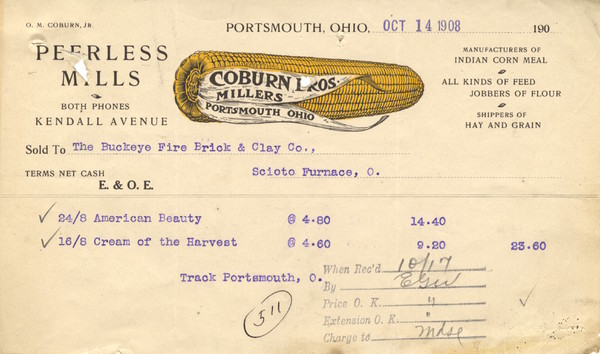 O. M. COBURN, JR.
PORTSMOUTH, OHIO, OCT 14 1908 190
PEERLESS
MILLS
BOTH PHONES
KENDALL AVENUE
COBURN BROS.
MILLERS
PORTSMOUTH OHIO
MANUFACTURERS OF
INDIAN CORN MEAL
ALL KINDS OF FEED
JOBBERS OF FLOUR
SHIPPERS OF
HAY AND GRAIN
Sold To The Buckeye Fire Brick & Clay Co.,
TERMS NET CASH Scioto Furnace, O.
E. & O. E.
24/8 American Beauty @ 4.80 14.40
16/8 Cream of the Harvest @ 4.60 9.20 23.60
Track Portsmouth, O.
When Rec'd 10/17
By
Price O. K. "
Extension O. K. "
Charge to Mdse
511